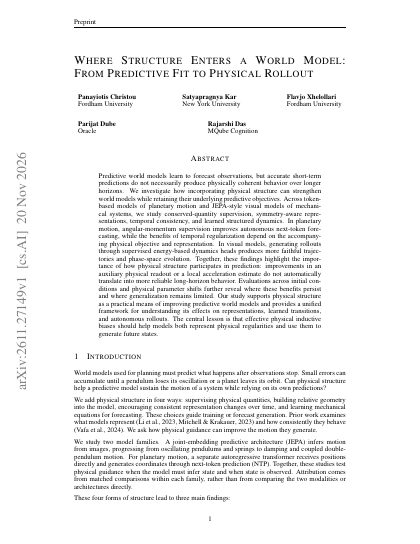 Preprint
WHERE STRUCTURE ENTERS A WORLD MODEL:
FROM PREDICTIVE FIT TO PHYSICAL ROLLOUT
Panayiotis Christou
Fordham University
Satyapragnya Kar
New York University
Flavjo Xhelollari
Fordham University
Parijat Dube
Oracle
Rajarshi Das
MQube Cognition
ABSTRACT
Predictive world models learn to forecast observations, but accurate short-term
predictions do not necessarily produce physically coherent behavior over longer
horizons. We investigate how incorporating physical structure can strengthen
world models while retaining their underlying predictive objectives. Across token-
based models of planetary motion and JEPA-style visual models of mechani-
cal systems, we study conserved-quantity supervision, symmetry-aware repre-
sentations, temporal consistency, and learned structured dynamics. In planetary
motion, angular-momentum supervision improves autonomous next-token fore-
casting, while the benefits of temporal regularization depend on the accompany-
ing physical objective and representation. In visual models, generating rollouts
through supervised energy-based dynamics heads produces more faithful trajec-
tories and phase-space evolution. Together, these findings highlight the impor-
tance of how physical structure participates in prediction: improvements in an
auxiliary physical readout or a local acceleration estimate do not automatically
translate into more reliable long-horizon behavior. Evaluations across initial con-
ditions and physical parameter shifts further reveal where these benefits persist
and where generalization remains limited. Our study supports physical structure
as a practical means of improving predictive world models and provides a unified
framework for understanding its effects on representations, learned transitions,
and autonomous rollouts. The central lesson is that effective physical inductive
biases should help models both represent physical regularities and use them to
generate future states.
1 INTRODUCTION
World models used for planning must predict what happens after observations stop. Small errors can
accumulate until a pendulum loses its oscillation or a planet leaves its orbit. Can physical structure
help a predictive model sustain the motion of a system while relying on its own predictions?
We add physical structure in four ways: supervising physical quantities, building relative geometry
into the model, encouraging consistent representation changes over time, and learning mechanical
equations for forecasting. These choices guide training or forecast generation. Prior work examines
what models represent (Li et al., 2023, Mitchell & Krakauer, 2023) and how consistently they behave
(Vafa et al., 2024). We ask how physical guidance can improve the motion they generate.
We study two model families. A joint-embedding predictive architecture (JEPA) infers motion
from images, progressing from oscillating pendulums and springs to damping and coupled double-
pendulum motion. For planetary motion, a separate autoregressive transformer receives positions
directly and generates coordinates through next-token prediction (NTP). Together, these studies test
physical guidance when the model must infer state and when state is observed. Attribution comes
from matched comparisons within each family, rather than from comparing the two modalities or
architectures directly.
These four forms of structure lead to three main findings:
1
arXiv:2611.27149v1 [cs.AI] 20 Nov 2026